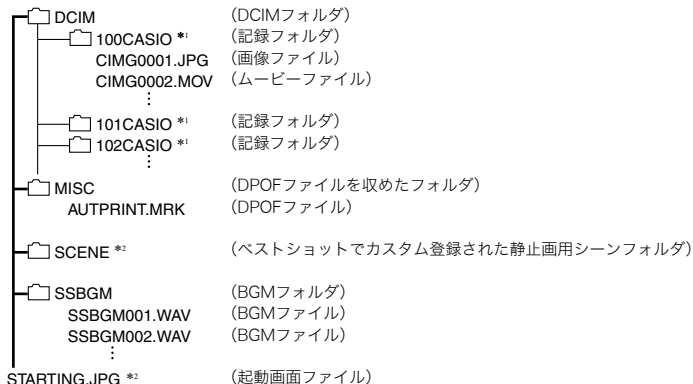 DCIM （DCIMフォルダ）
100CASIO *1 （記録フォルダ）
CIMG0001.JPG （画像ファイル）
CIMG0002.MOV （ムービーファイル）
⋮
101CASIO *1 （記録フォルダ）
102CASIO *1 （記録フォルダ）
⋮
MISC （DPOFファイルを収めたフォルダ）
AUTPRINT.MRK （DPOFファイル）
SCENE *2 （ベストショットでカスタム登録された静止画用シーンフォルダ）
SSBGM （BGMフォルダ）
SSBGM001.WAV （BGMファイル）
SSBGM002.WAV （BGMファイル）
⋮
STARTING.JPG *2 （起動画面ファイル）